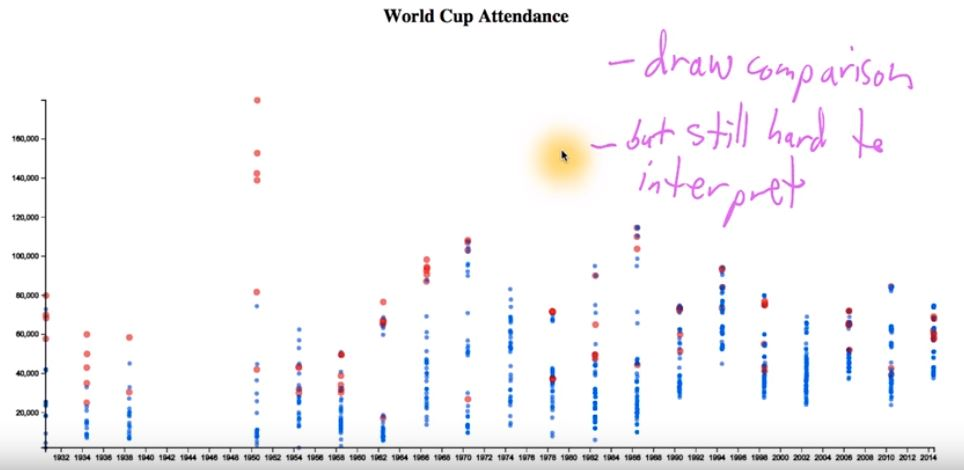 World Cup Attendance
- draw comparison
- but still hard to
interpret
160,000
140,000
120,000
100,000
80,000
60,000
40,000
20,000
1932 1934 1936 1938 1940 1942 1944 1946 1948 1950 1952 1954 1956 1958 1960 1962 1964 1966 1968 1970 1972 1974 1976 1978 1980 1982 1984 1986 1988 1990 1992 1994 1996 1998 2000 2002 2004 2006 2008 2010 2012 2014